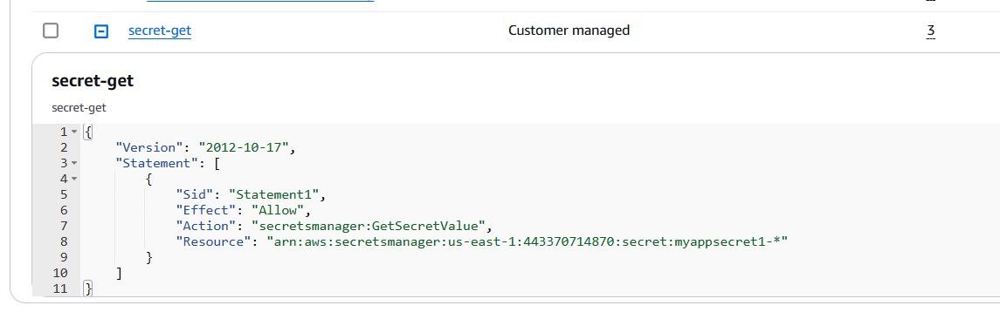 secret-get Customer managed 3
secret-get
secret-get
1 {
2 "Version": "2012-10-17",
3 "Statement": [
4 {
5 "Sid": "Statement1",
6 "Effect": "Allow",
7 "Action": "secretsmanager:GetSecretValue",
8 "Resource": "arn:aws:secretsmanager:us-east-1:443370714870:secret:myappsecret1-*"
9 }
10 ]
11 }